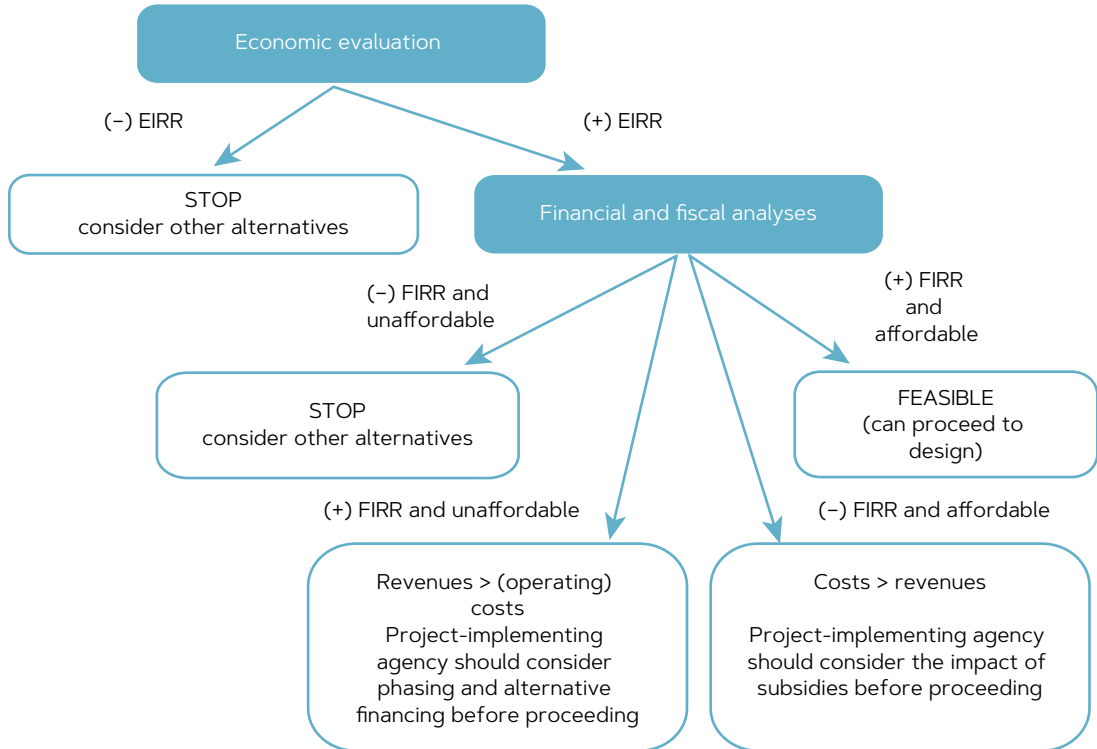 Economic evaluation
(−) EIRR
(+) EIRR
STOP
consider other alternatives
Financial and fiscal analyses
(−) FIRR and
unaffordable
(+) FIRR
and
affordable
STOP
consider other alternatives
FEASIBLE
(can proceed to
design)
(+) FIRR and unaffordable
(−) FIRR and affordable
Revenues > (operating)
costs
Project-implementing
agency should consider
phasing and alternative
financing before proceeding
Costs > revenues
Project-implementing agency
should consider the impact of
subsidies before proceeding